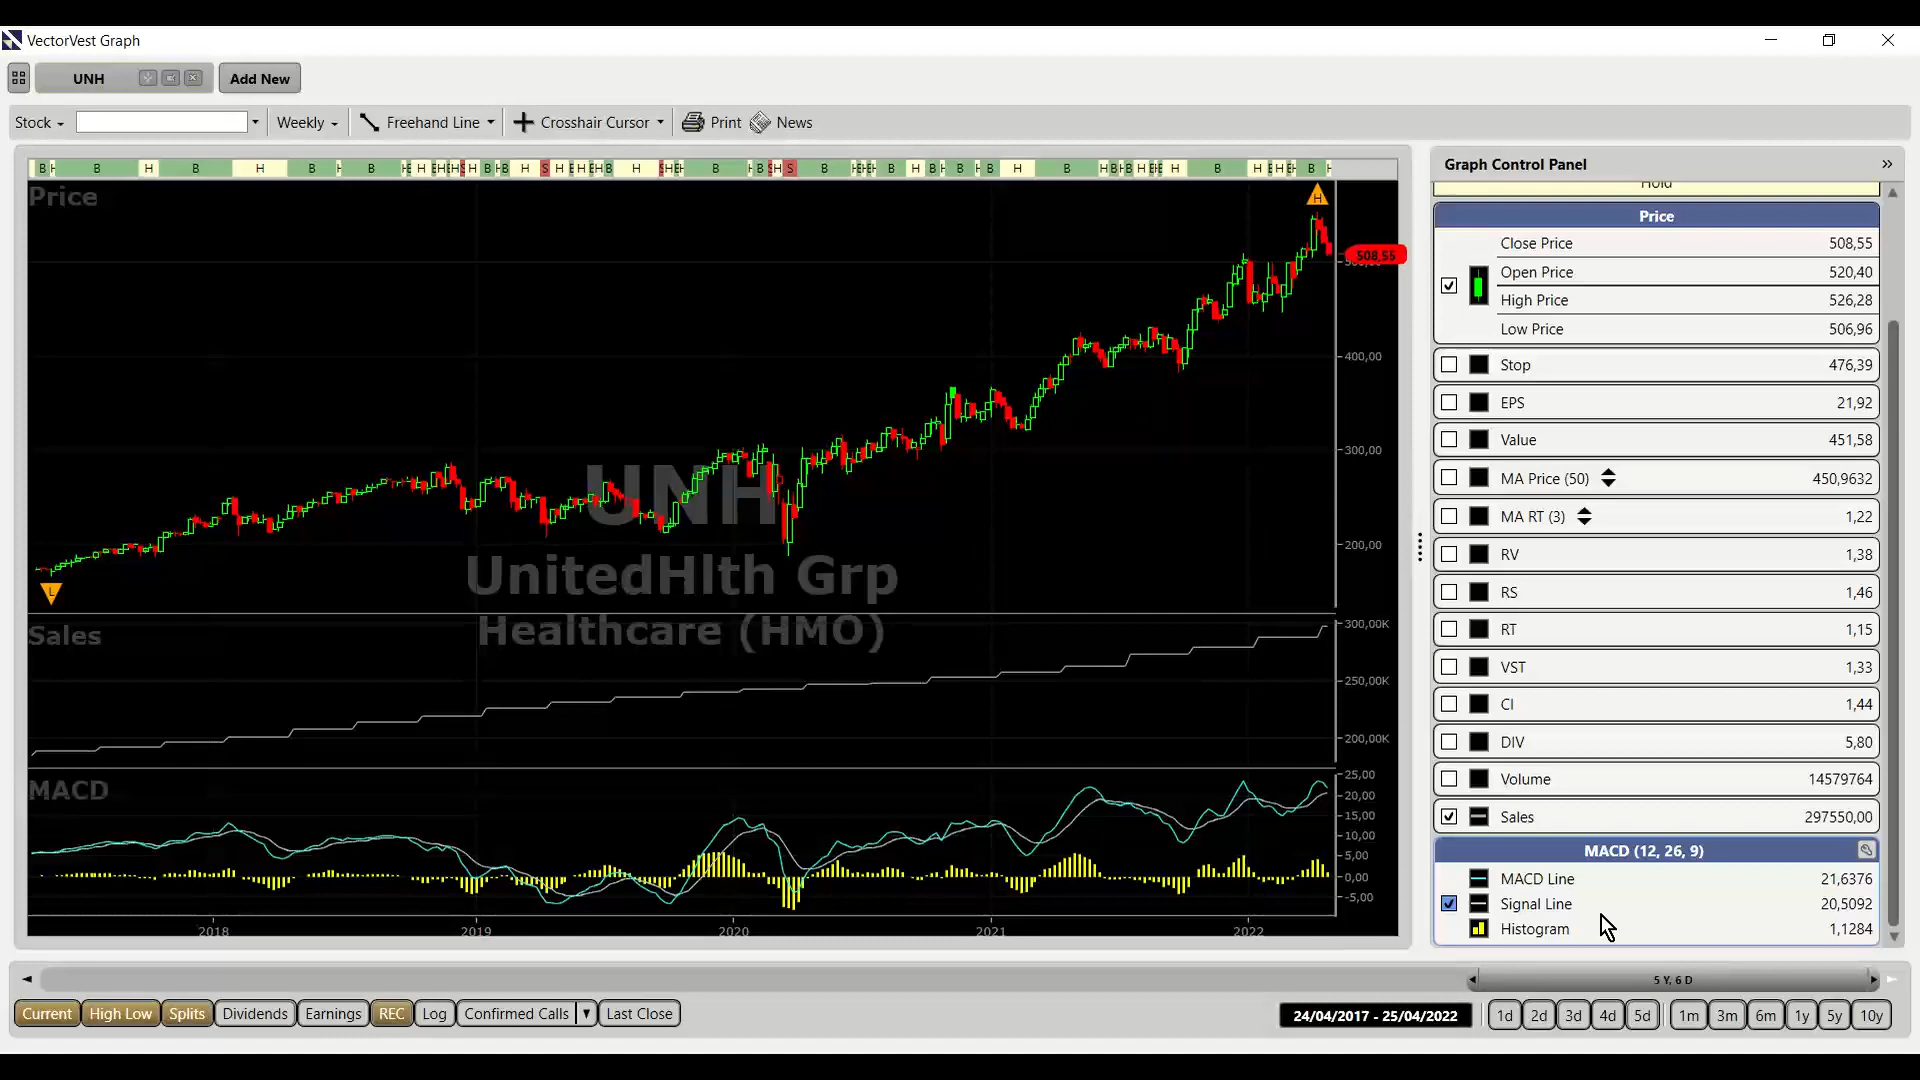 VectorVest Graph
UNH
Add New
Stock
Weekly
Freehand Line
Crosshair Cursor
Print
News
B H B H B H B H B H H B H S H B H H S H B H B H S H S B H B H B H B H B H B H B H B H B H
Price
H
L
508,55
400,00
300,00
200,00
UNH
UnitedHlth Grp
Healthcare (HMO)
Sales
300,00K
250,00K
200,00K
MACD
25,00
20,00
15,00
10,00
5,00
0,00
-5,00
2018 2019 2020 2021 2022
Graph Control Panel
Hold
Price
Close Price 508,55
Open Price 520,40
High Price 526,28
Low Price 506,96
Stop 476,39
EPS 21,92
Value 451,58
MA Price (50) 450,9632
MA RT (3) 1,22
RV 1,38
RS 1,46
RT 1,15
VST 1,33
CI 1,44
DIV 5,80
Volume 14579764
Sales 297550,00
MACD (12, 26, 9)
MACD Line 21,6376
Signal Line 20,5092
Histogram 1,1284
5 Y, 6 D
Current High Low Splits Dividends Earnings REC Log Confirmed Calls Last Close
24/04/2017 - 25/04/2022
1d 2d 3d 4d 5d 1m 3m 6m 1y 5y 10y